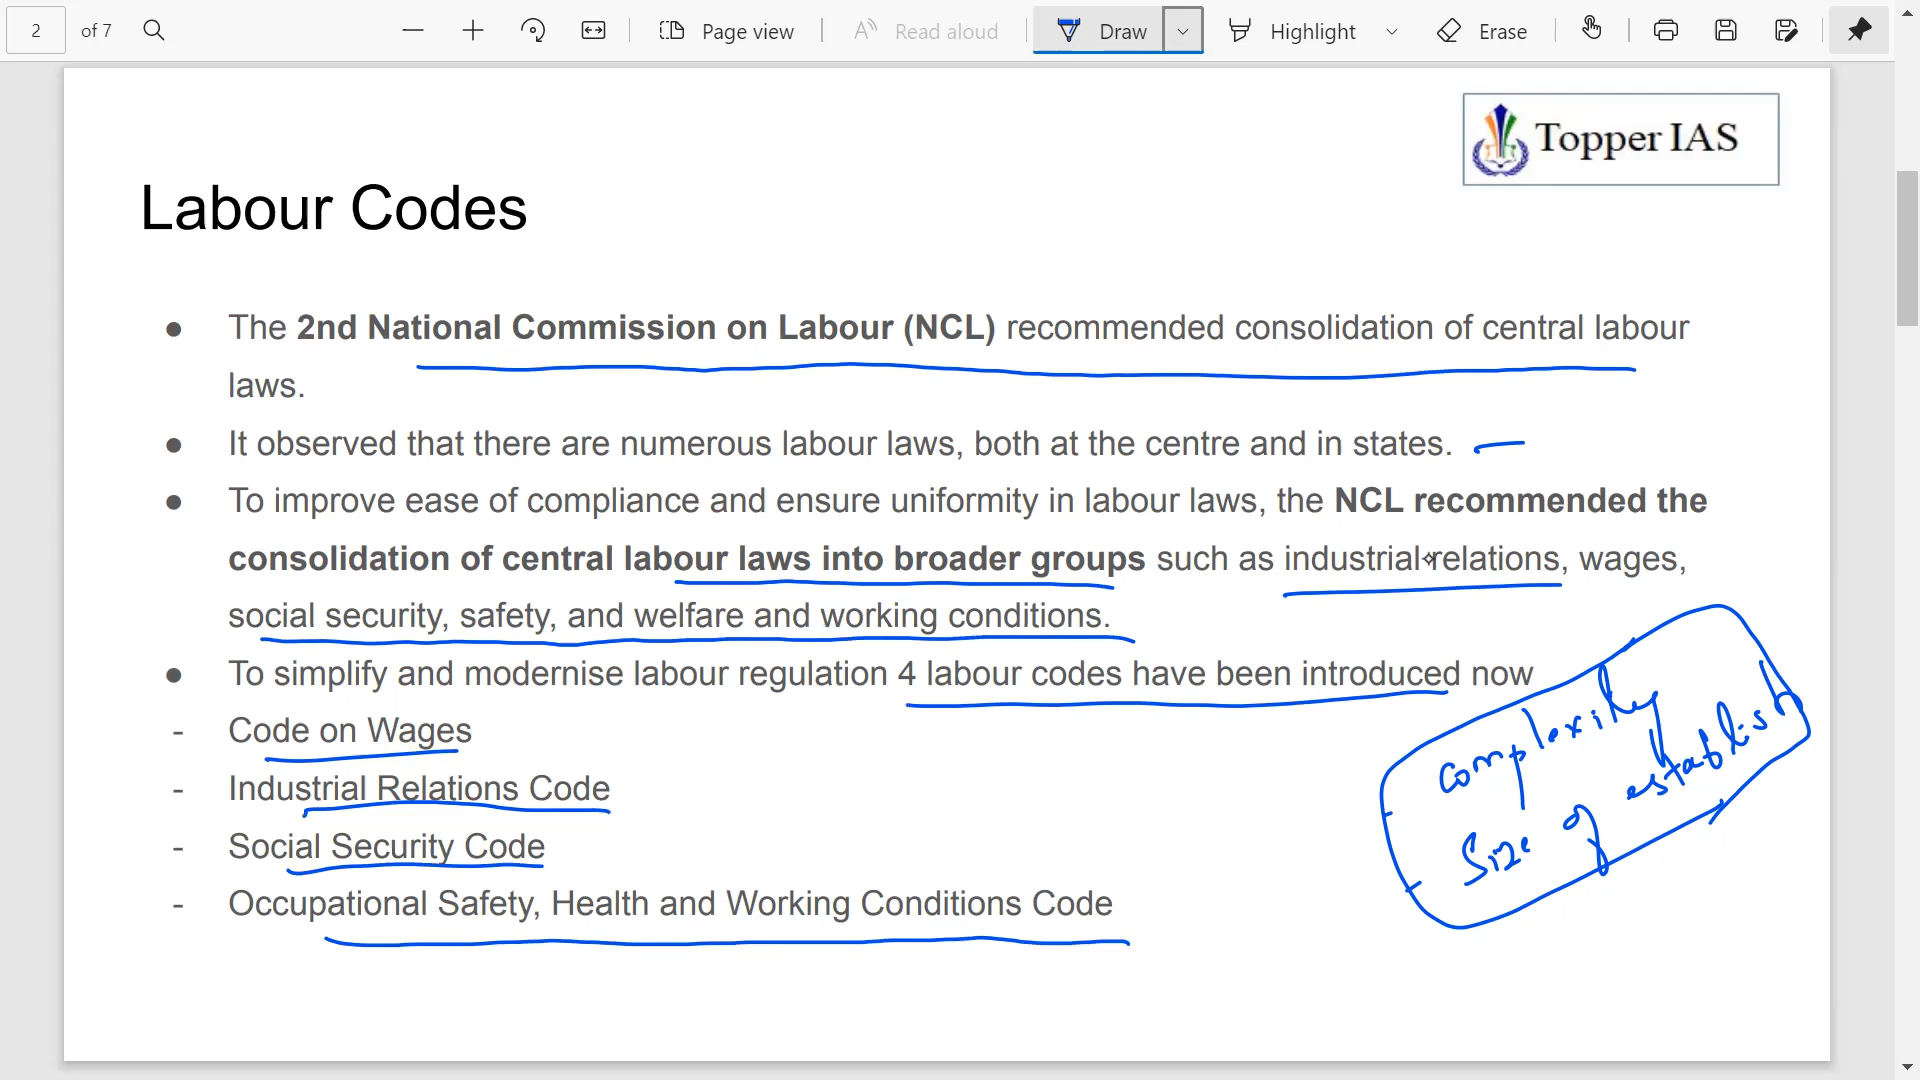 2 of 7 Page view Read aloud Draw Highlight Erase
Topper IAS
Labour Codes
● The 2nd National Commission on Labour (NCL) recommended consolidation of central labour
laws.
● It observed that there are numerous labour laws, both at the centre and in states.
● To improve ease of compliance and ensure uniformity in labour laws, the NCL recommended the
consolidation of central labour laws into broader groups such as industrial relations, wages,
social security, safety, and welfare and working conditions.
● To simplify and modernise labour regulation 4 labour codes have been introduced now
- Code on Wages
- Industrial Relations Code
- Social Security Code
- Occupational Safety, Health and Working Conditions Code
complexity
Size of establish